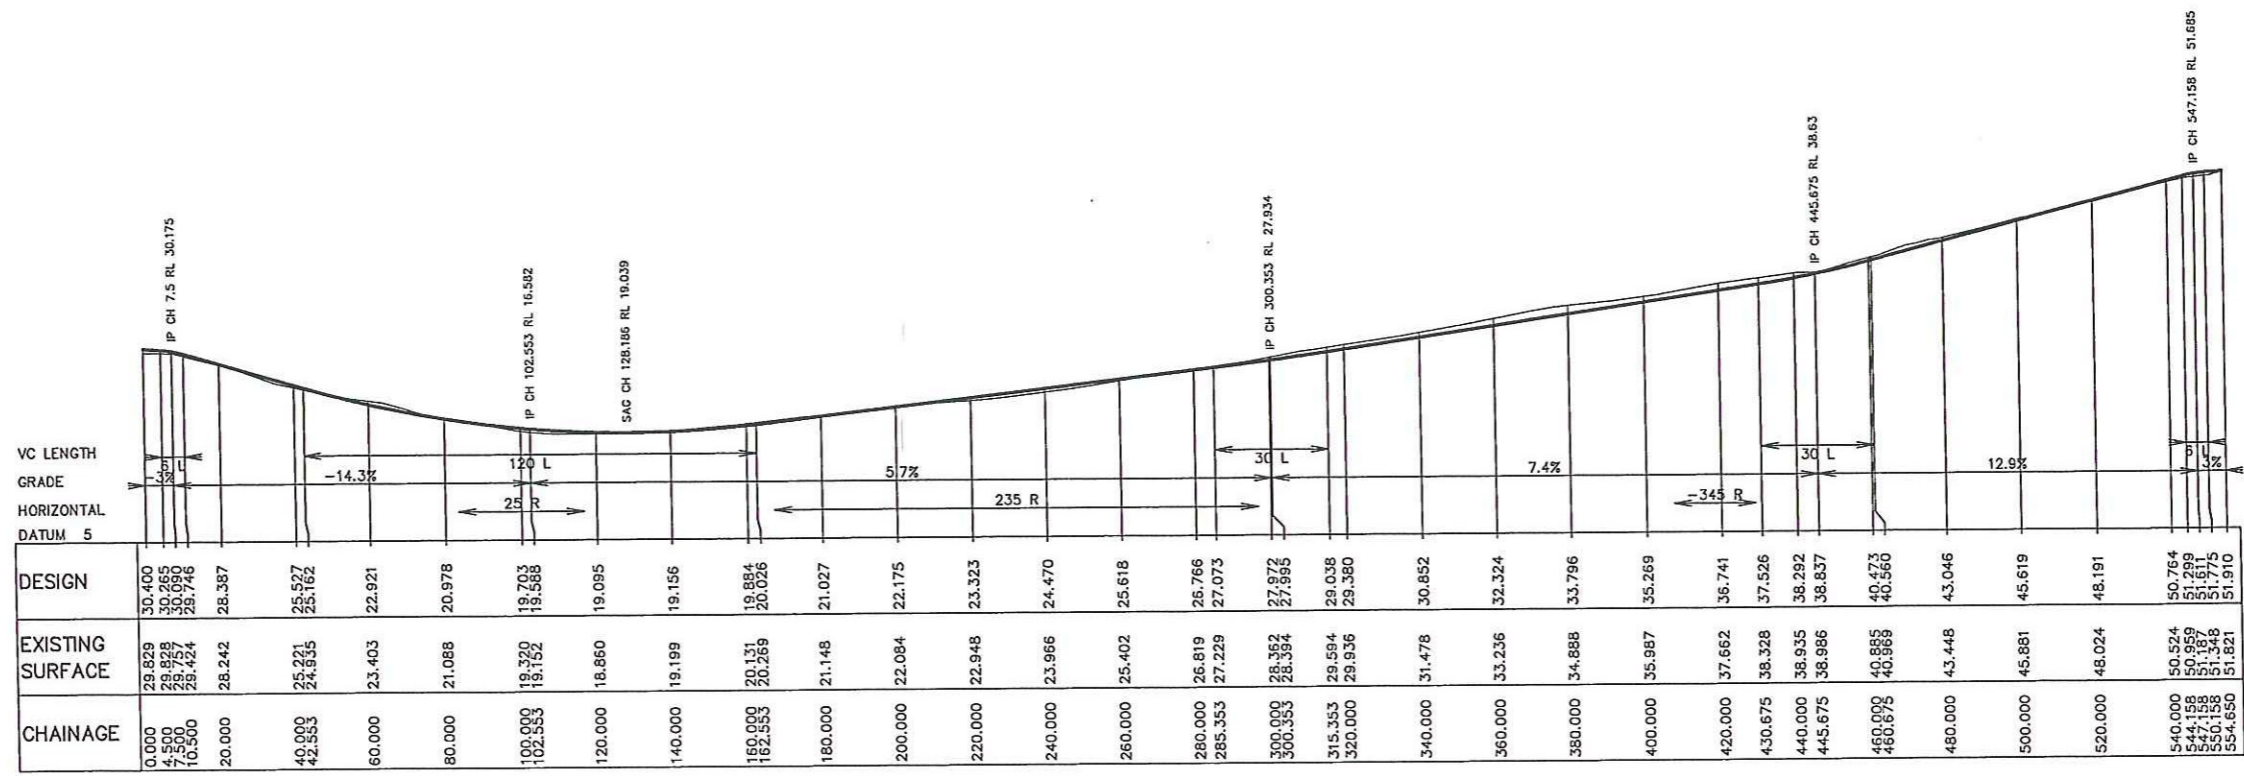 IP CH 7.5 RL 30.175
IP CH 102.553 RL 16.582
SAG CH 128.186 RL 19.039
IP CH 300.353 RL 27.934
IP CH 445.675 RL 38.63
IP CH 547.158 RL 51.685
VC LENGTH 6 L 120 L 30 L 30 L 6 L
GRADE -3% -14.3% 5.7% 7.4% 12.9% 3%
HORIZONTAL 25 R 235 R -345 R
DATUM 5
DESIGN 30.400 30.265 30.090 29.746 28.387 25.527 25.162 22.921 20.978 19.703 19.588 19.095 19.156 19.884 20.026 21.027 22.175 23.323 24.470 25.618 26.766 27.073 27.972 27.995 29.038 29.380 30.852 32.324 33.796 35.269 36.741 37.526 38.292 38.837 40.473 40.560 43.046 45.619 48.191 50.764 51.299 51.611 51.775 51.910
EXISTING SURFACE 29.829 29.828 29.757 29.424 28.242 25.221 24.935 23.403 21.088 19.320 19.152 18.860 19.199 20.131 20.269 21.148 22.084 22.948 23.966 25.402 26.819 27.229 28.362 28.394 29.594 29.936 31.478 33.236 34.888 35.987 37.662 38.328 38.935 38.986 40.885 40.969 43.448 45.881 48.024 50.524 50.959 51.187 51.348 51.821
CHAINAGE 0.000 4.500 7.500 10.500 20.000 40.000 42.553 60.000 80.000 100.000 102.553 120.000 140.000 160.000 162.553 180.000 200.000 220.000 240.000 260.000 280.000 285.353 300.000 300.353 315.353 320.000 340.000 360.000 380.000 400.000 420.000 430.675 440.000 445.675 460.000 460.675 480.000 500.000 520.000 540.000 544.158 547.158 550.158 554.650